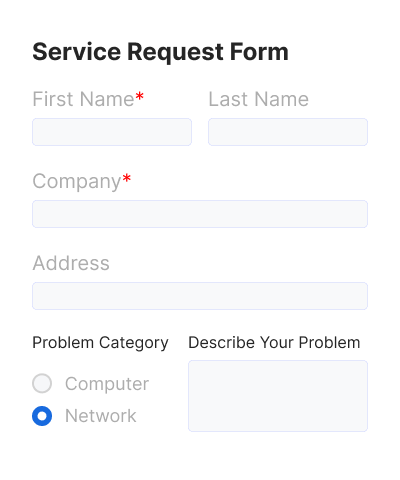 Service Request Form
First Name* Last Name
Company*
Address
Problem Category Describe Your Problem
Computer
Network